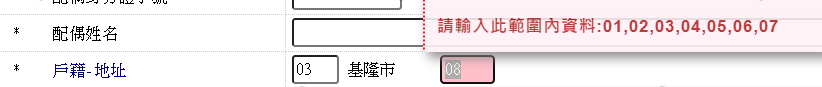 * 配偶姓名
請輸入此範圍內資料:01,02,03,04,05,06,07
* 戶籍-地址 03 基隆市 08